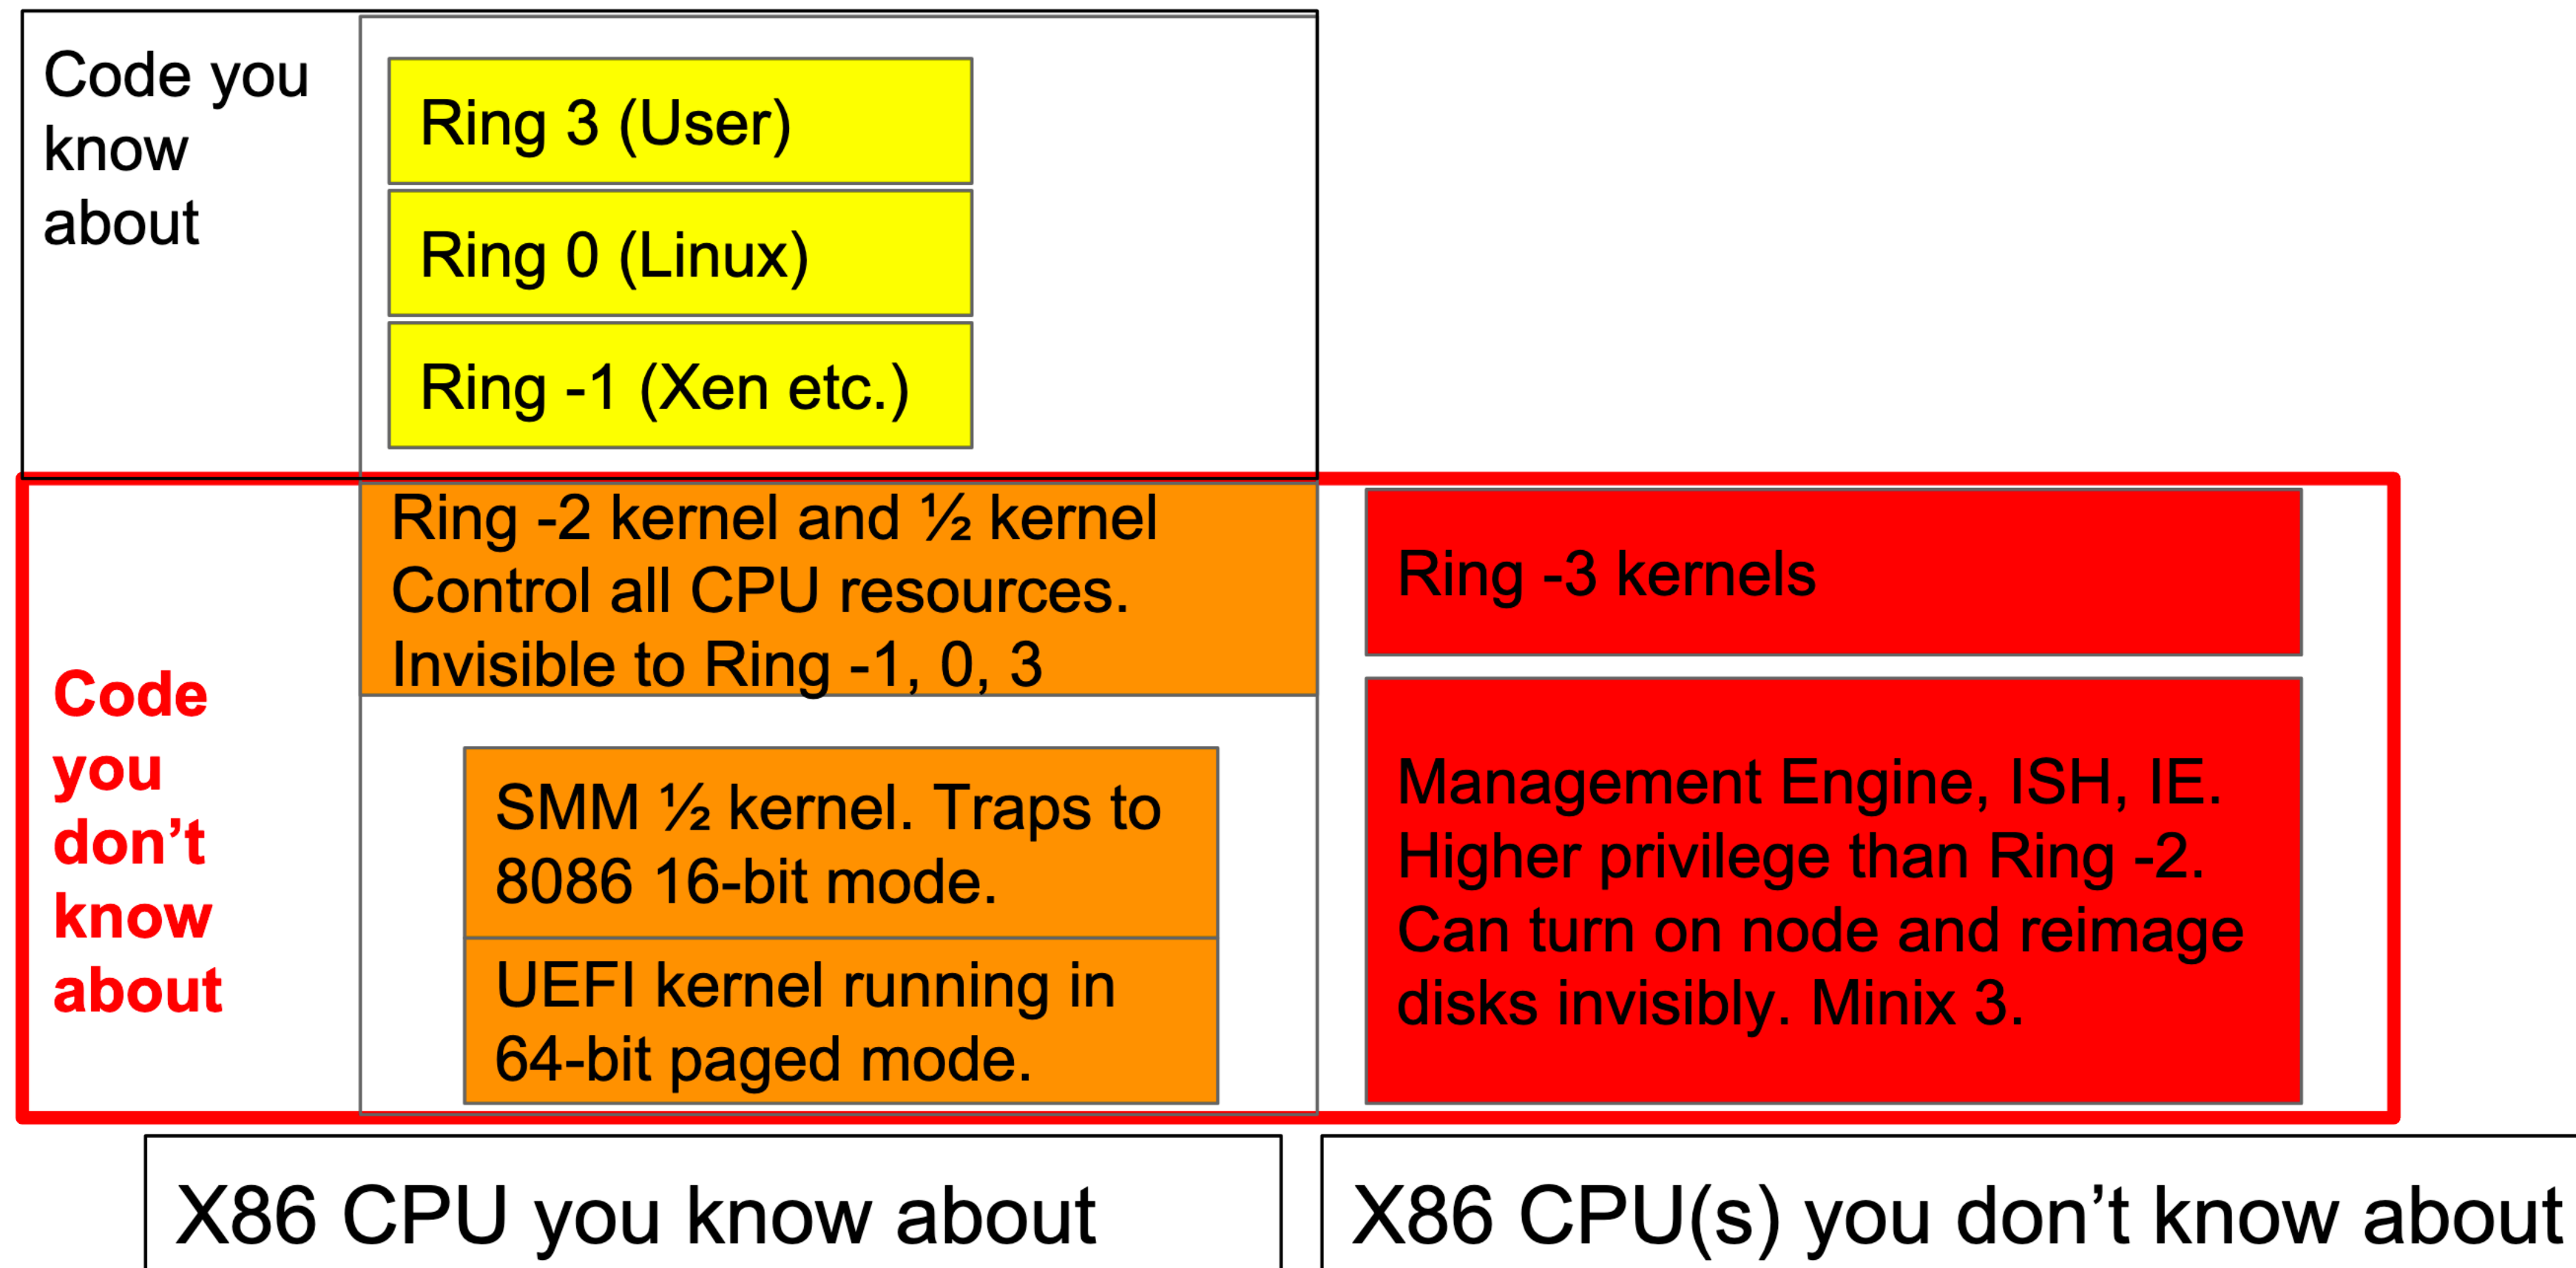 Code you
know
about
Ring 3 (User)
Ring 0 (Linux)
Ring -1 (Xen etc.)
Code
you
don’t
know
about
Ring -2 kernel and ½ kernel
Control all CPU resources.
Invisible to Ring -1, 0, 3
SMM ½ kernel. Traps to
8086 16-bit mode.
UEFI kernel running in
64-bit paged mode.
Ring -3 kernels
Management Engine, ISH, IE.
Higher privilege than Ring -2.
Can turn on node and reimage
disks invisibly. Minix 3.
X86 CPU you know about
X86 CPU(s) you don’t know about